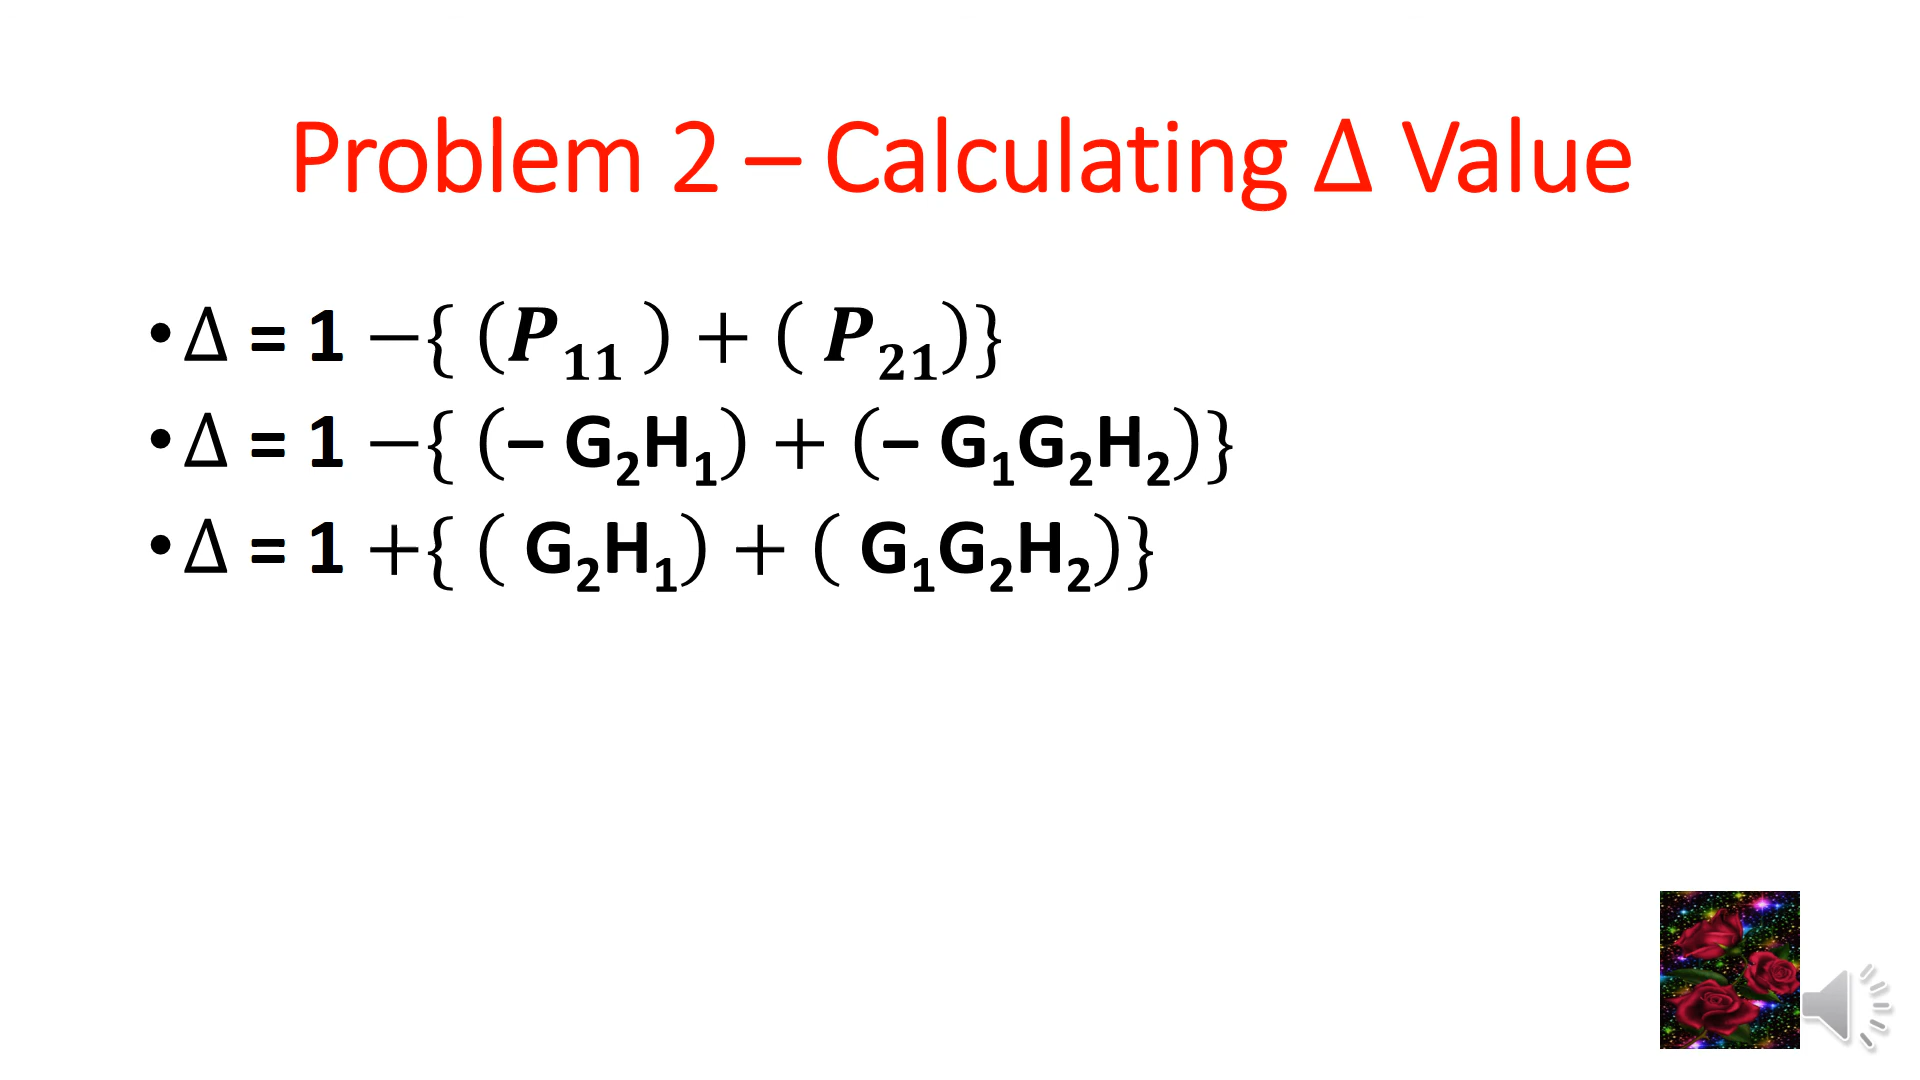 Problem 2 – Calculating Δ Value
• Δ = 1 −{ (P₁₁ ) + ( P₂₁)}
• Δ = 1 −{ (– G₂H₁) + (– G₁G₂H₂)}
• Δ = 1 +{ ( G₂H₁) + ( G₁G₂H₂)}